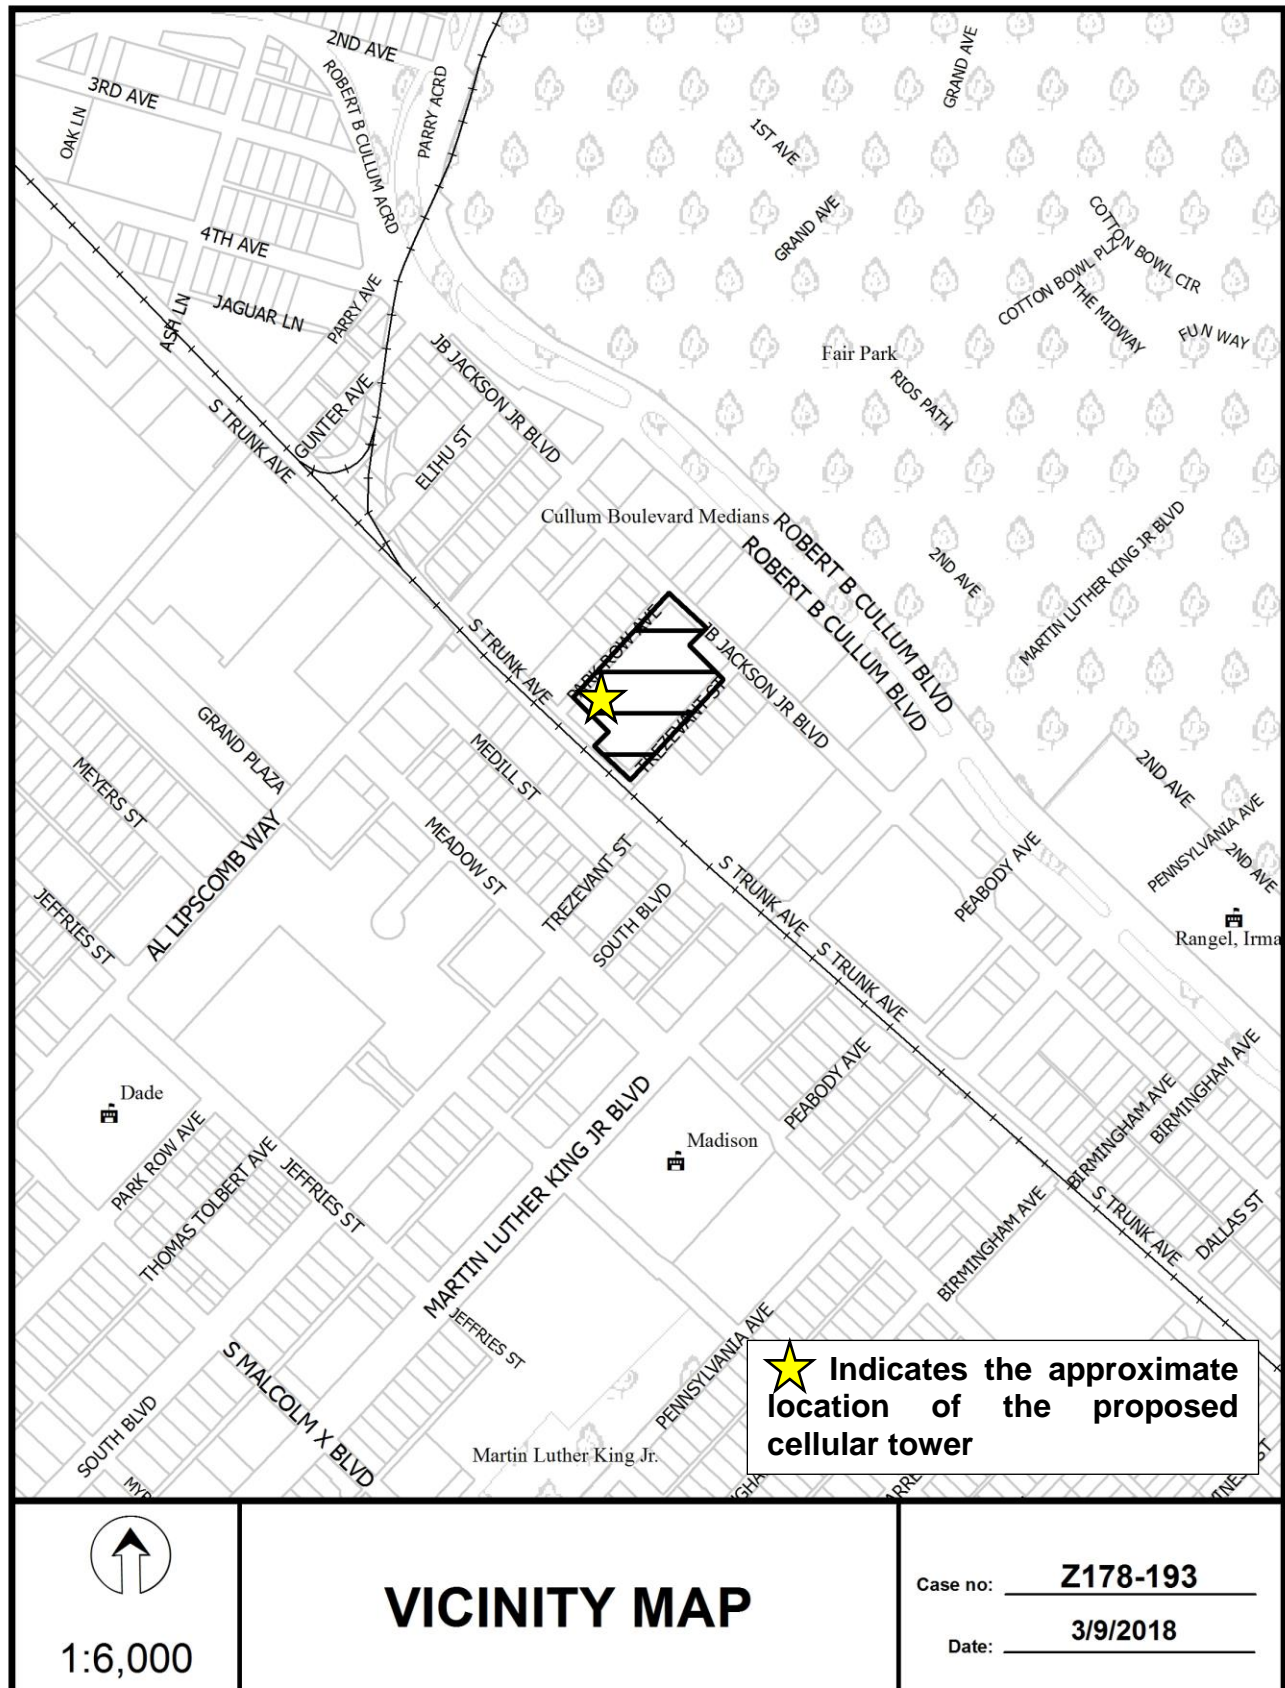 2ND AVE
3RD AVE
OAK LN
ROBERT B CULLUM ACRD
PARRY ACRD
GRAND AVE
1ST AVE
GRAND AVE
COTTON BOWL CIR
COTTON BOWL PLZ
THE MIDWAY
FUN WAY
4TH AVE
JAGUAR LN
ASH LN
PARRY AVE
JB JACKSON JR BLVD
Fair Park
RIOS PATH
S TRUNK AVE
GUNTER AVE
ELIHU ST
Cullum Boulevard Medians
ROBERT B CULLUM BLVD
ROBERT B CULLUM BLVD
2ND AVE
MARTIN LUTHER KING JR BLVD
S TRUNK AVE
PARK ROW AVE
JB JACKSON JR BLVD
TREZEVANT ST
GRAND PLAZA
MEDILL ST
MEYERS ST
MEADOW ST
AL LIPSCOMB WAY
JEFFRIES ST
TREZEVANT ST
SOUTH BLVD
S TRUNK AVE
S TRUNK AVE
PEABODY AVE
2ND AVE
PENNSYLVANIA AVE
2ND AVE
Rangel, Irma
Dade
PARK ROW AVE
THOMAS TOLBERT AVE
JEFFRIES ST
MARTIN LUTHER KING JR BLVD
Madison
PEABODY AVE
BIRMINGHAM AVE
BIRMINGHAM AVE
BIRMINGHAM AVE
S TRUNK AVE
DALLAS ST
JEFFRIES ST
S MALCOLM X BLVD
SOUTH BLVD
PENNSYLVANIA AVE
Martin Luther King Jr.
Indicates the approximate
location of the proposed
cellular tower
1:6,000
VICINITY MAP
Case no: Z178-193
Date: 3/9/2018